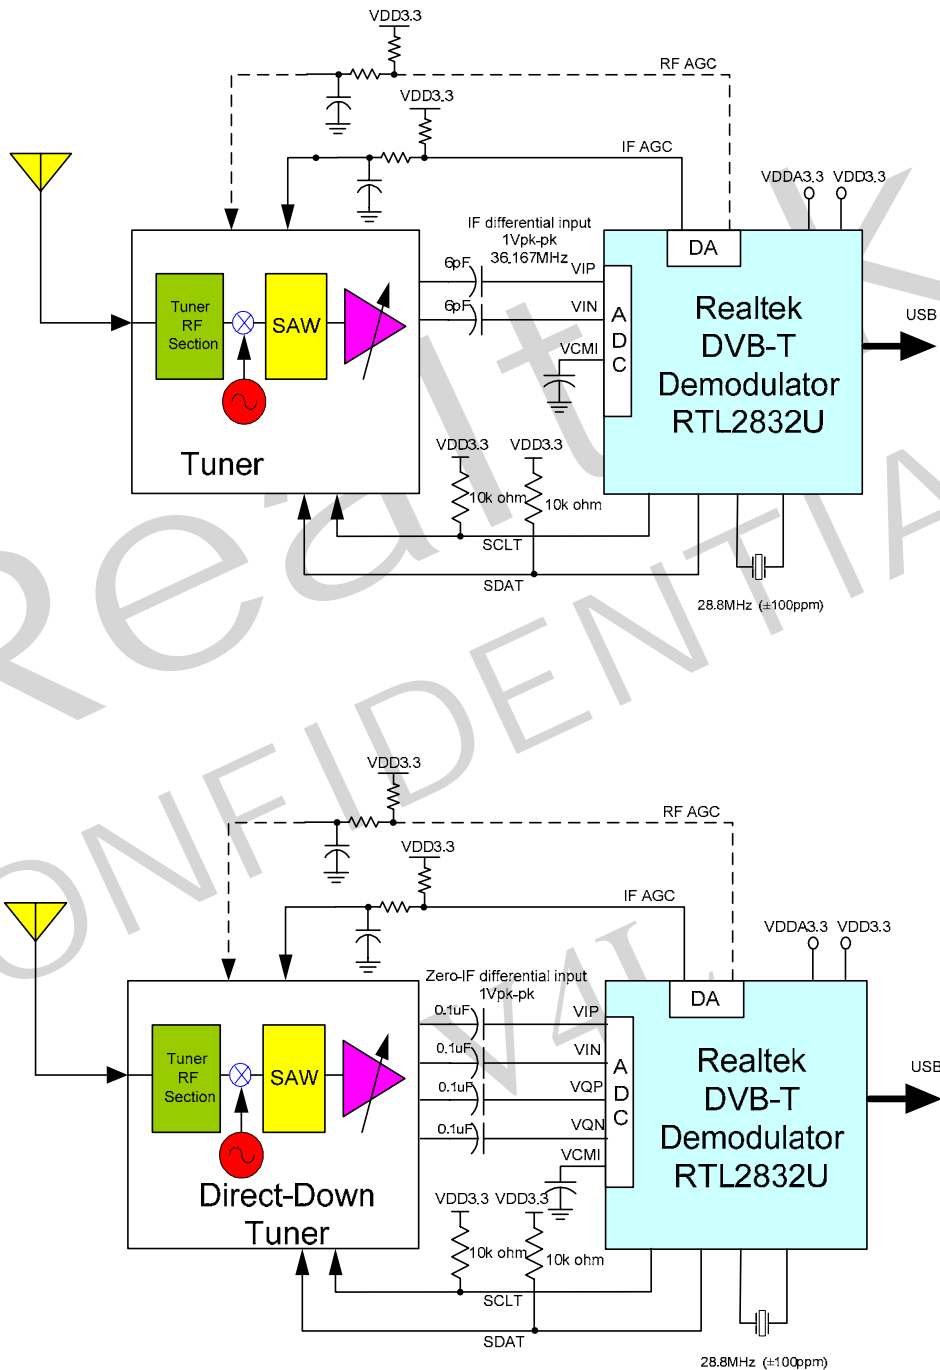 VDD3.3
RF AGC
VDD3.3
IF AGC
VDDA3.3 VDD3.3
IF differential input
1Vpk-pk
36.167MHz
DA
6pF
VIP
6pF
VIN
VCMI
ADC
Tuner
RF
Section
SAW
Tuner
Realtek
DVB-T
Demodulator
RTL2832U
USB
VDD3.3 VDD3.3
10k ohm
10k ohm
SCLT
SDAT
28.8MHz (±100ppm)
Realtek
CONFIDENTIAL
V4L
VDD3.3
RF AGC
VDD3.3
IF AGC
VDDA3.3 VDD3.3
Zero-IF differential input
1Vpk-pk
DA
0.1uF
VIP
0.1uF
VIN
0.1uF
VQP
0.1uF
VQN
VCMI
ADC
Tuner
RF
Section
SAW
Direct-Down
Tuner
Realtek
DVB-T
Demodulator
RTL2832U
USB
VDD3.3 VDD3.3
10k ohm
10k ohm
SCLT
SDAT
28.8MHz (±100ppm)